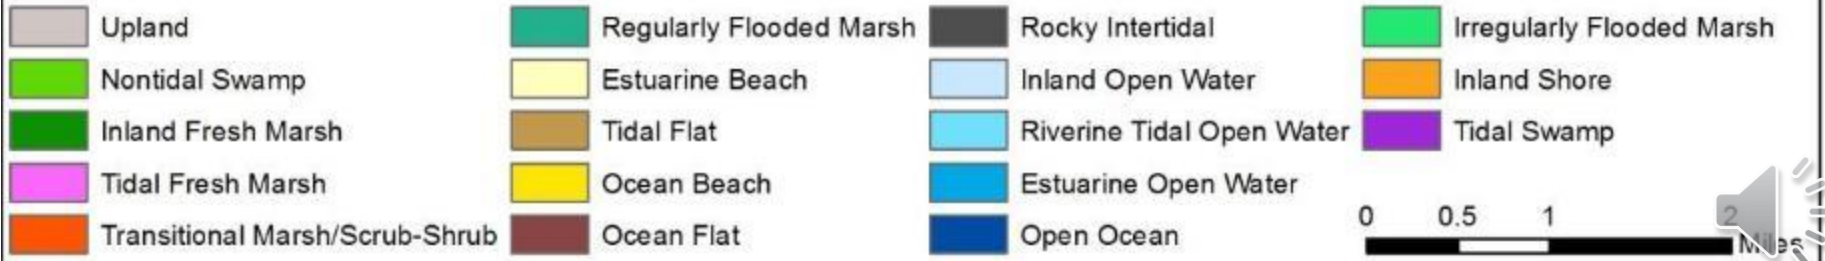 Upland
Nontidal Swamp
Inland Fresh Marsh
Tidal Fresh Marsh
Transitional Marsh/Scrub-Shrub
Regularly Flooded Marsh
Estuarine Beach
Tidal Flat
Ocean Beach
Ocean Flat
Rocky Intertidal
Inland Open Water
Riverine Tidal Open Water
Estuarine Open Water
Open Ocean
Irregularly Flooded Marsh
Inland Shore
Tidal Swamp
0 0.5 1 2
Miles